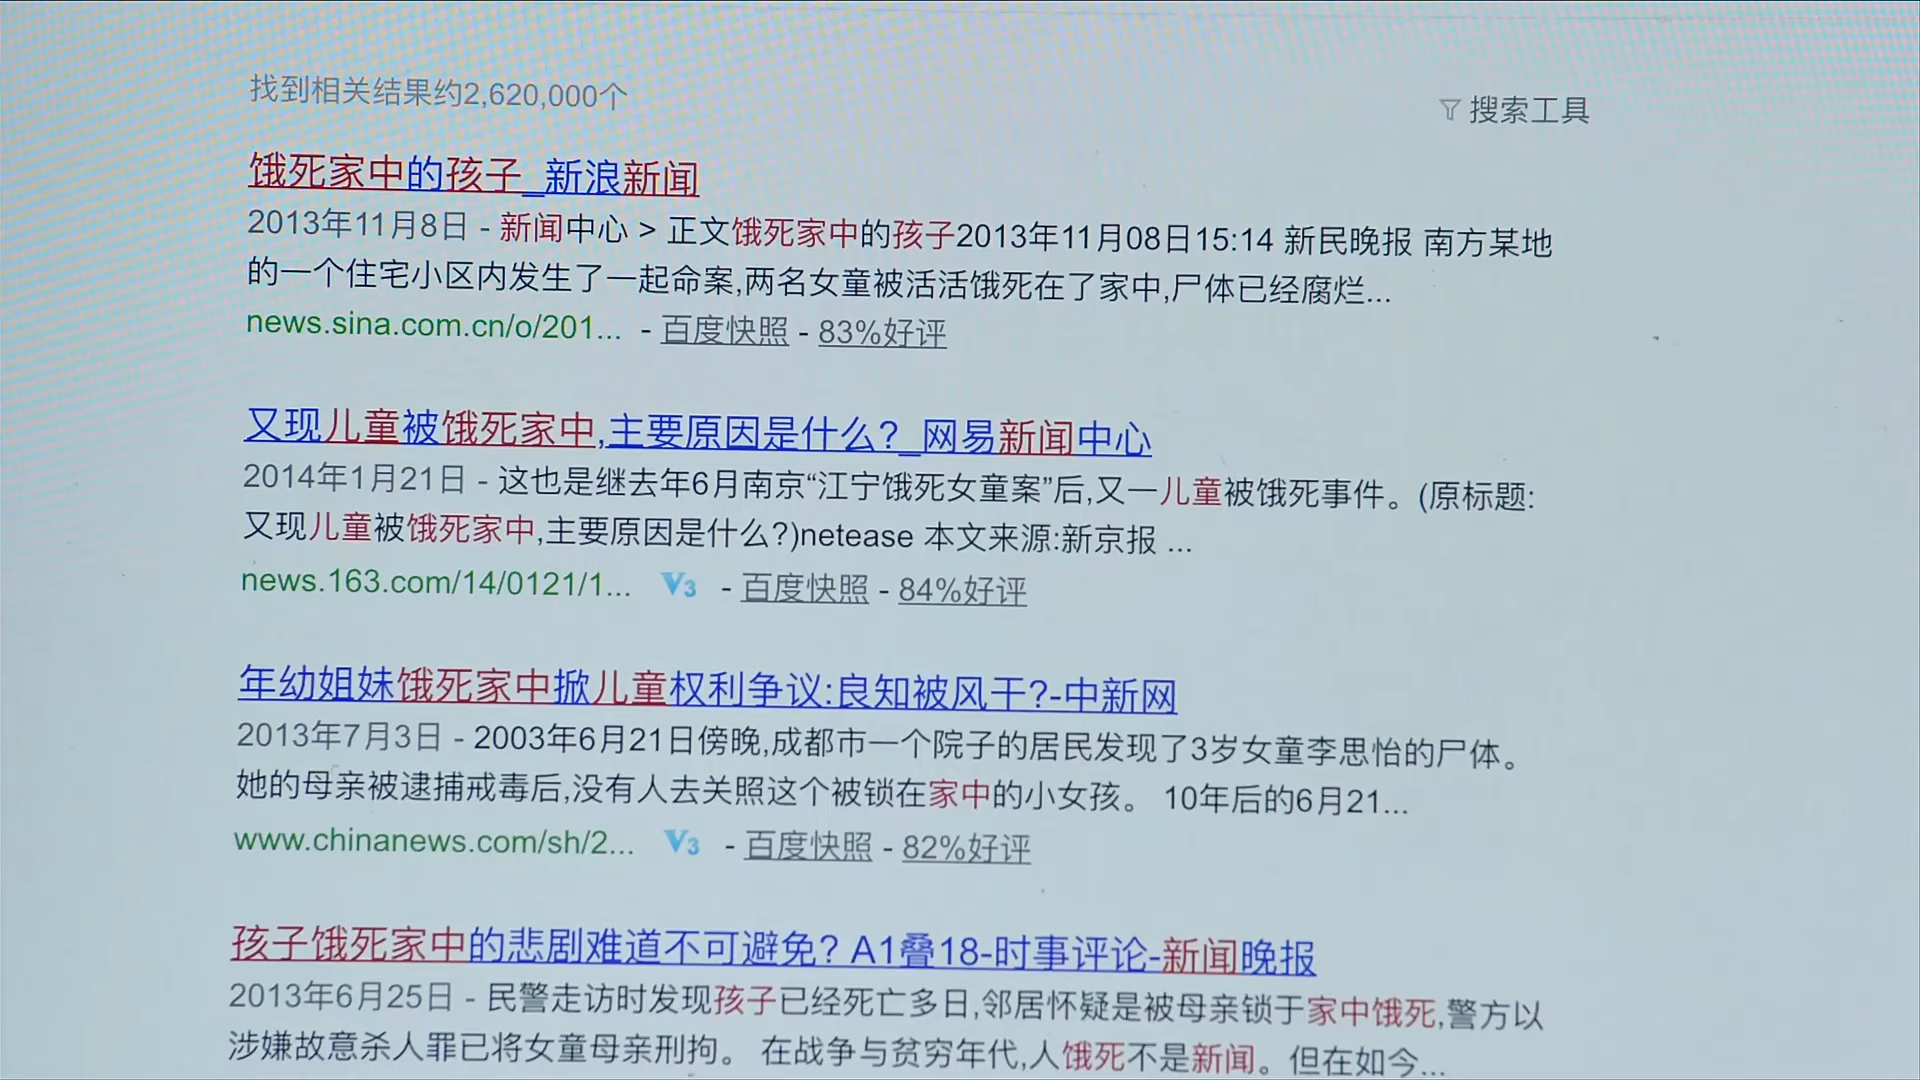 找到相关结果约2,620,000个
搜索工具
饿死家中的孩子_新浪新闻
2013年11月8日 - 新闻中心 > 正文饿死家中的孩子2013年11月08日15:14 新民晚报 南方某地
的一个住宅小区内发生了一起命案,两名女童被活活饿死在了家中,尸体已经腐烂...
news.sina.com.cn/o/201... - 百度快照 - 83%好评
又现儿童被饿死家中,主要原因是什么?_网易新闻中心
2014年1月21日 - 这也是继去年6月南京“江宁饿死女童案”后,又一儿童被饿死事件。(原标题:
又现儿童被饿死家中,主要原因是什么?)netease 本文来源:新京报 ...
news.163.com/14/0121/1... V3 - 百度快照 - 84%好评
年幼姐妹饿死家中掀儿童权利争议:良知被风干?-中新网
2013年7月3日 - 2003年6月21日傍晚,成都市一个院子的居民发现了3岁女童李思怡的尸体。
她的母亲被逮捕戒毒后,没有人去关照这个被锁在家中的小女孩。 10年后的6月21...
www.chinanews.com/sh/2... V3 - 百度快照 - 82%好评
孩子饿死家中的悲剧难道不可避免? A1叠18-时事评论-新闻晚报
2013年6月25日 - 民警走访时发现孩子已经死亡多日,邻居怀疑是被母亲锁于家中饿死,警方以
涉嫌故意杀人罪已将女童母亲刑拘。 在战争与贫穷年代,人饿死不是新闻。但在如今...